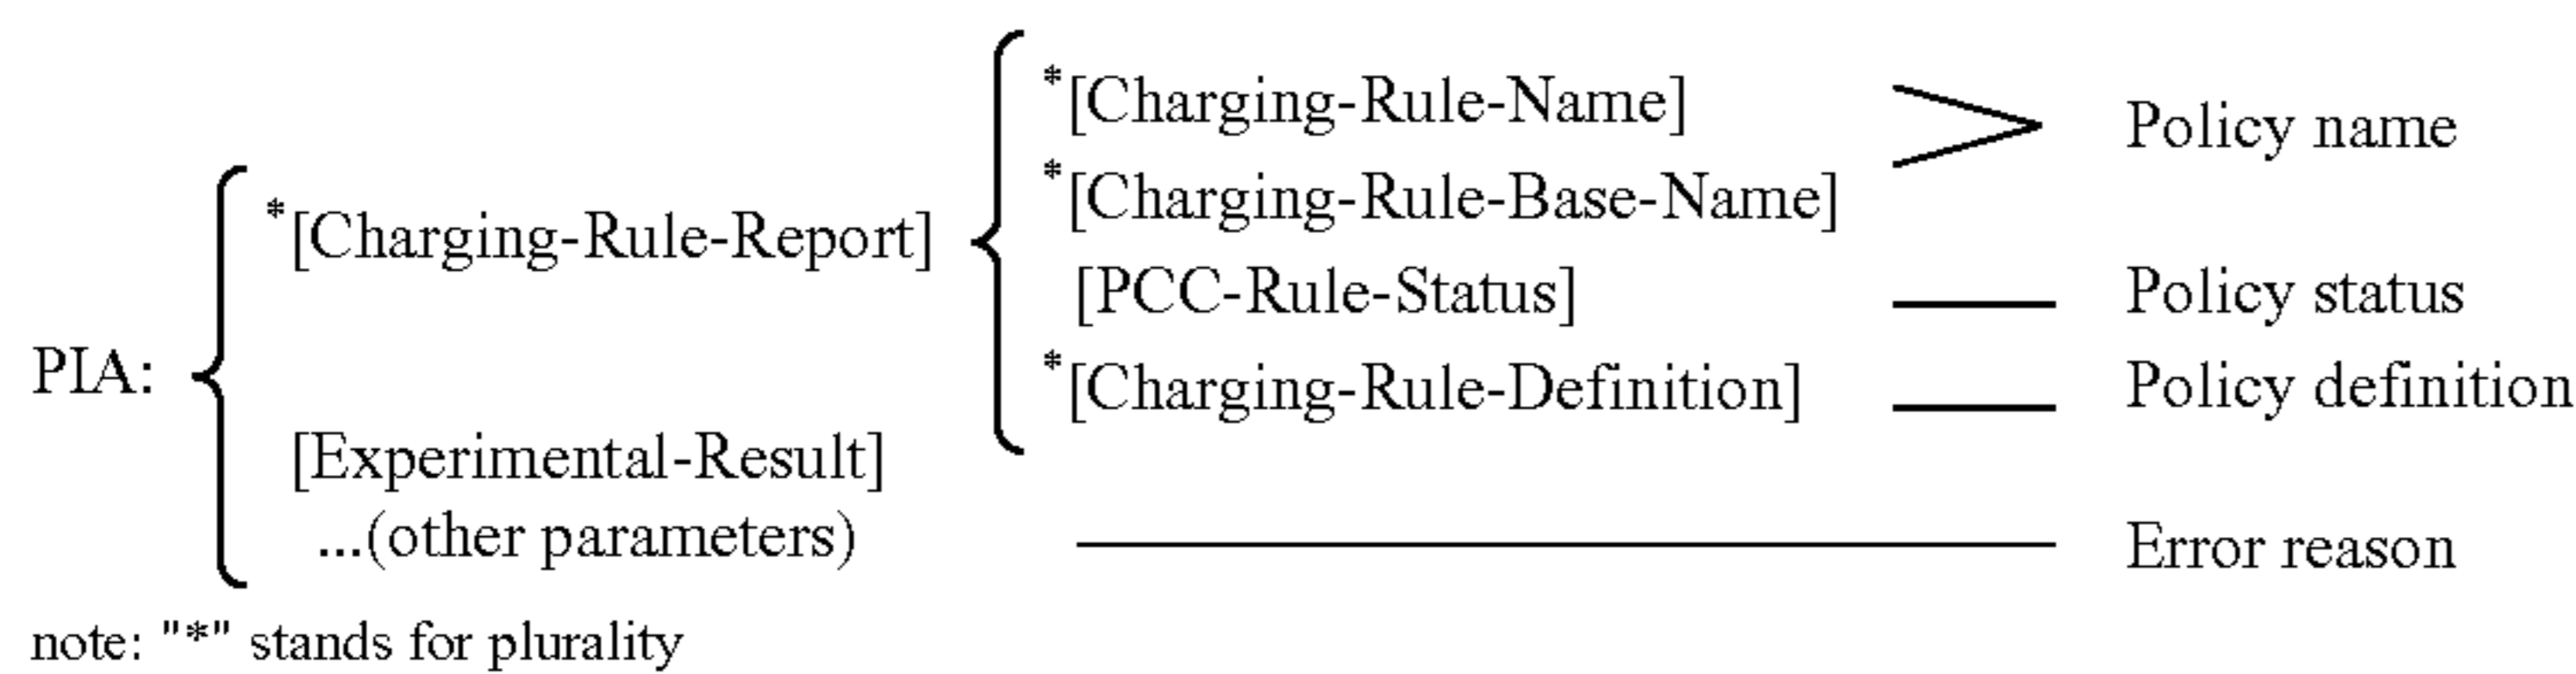 *[Charging-Rule-Name]
Policy name
*[Charging-Rule-Base-Name]
*[Charging-Rule-Report]
[PCC-Rule-Status]
Policy status
PIA:
*[Charging-Rule-Definition]
Policy definition
[Experimental-Result]
...(other parameters)
Error reason
note: "*" stands for plurality